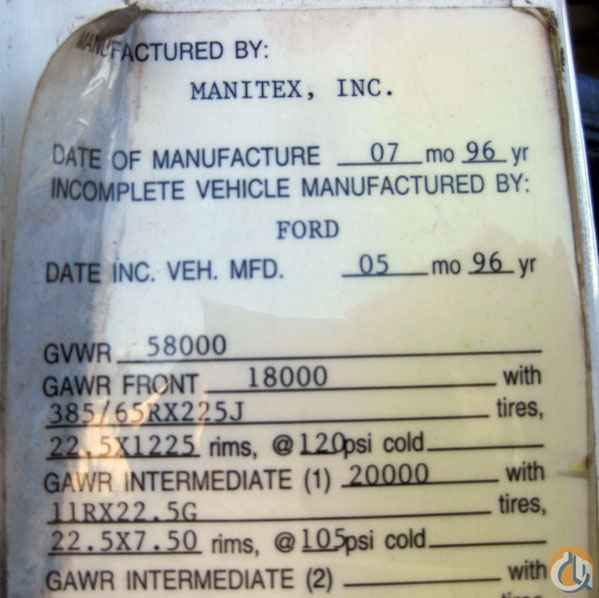 MANUFACTURED BY:
MANITEX, INC.
DATE OF MANUFACTURE 07 mo 96 yr
INCOMPLETE VEHICLE MANUFACTURED BY:
FORD
DATE INC. VEH. MFD. 05 mo 96 yr
GVWR 58000
GAWR FRONT 18000 with
385/65RX225J tires,
22.5X1225 rims, @ 120psi cold
GAWR INTERMEDIATE (1) 20000 with
11RX22.5G tires,
22.5X7.50 rims, @ 105psi cold
GAWR INTERMEDIATE (2) with
tires